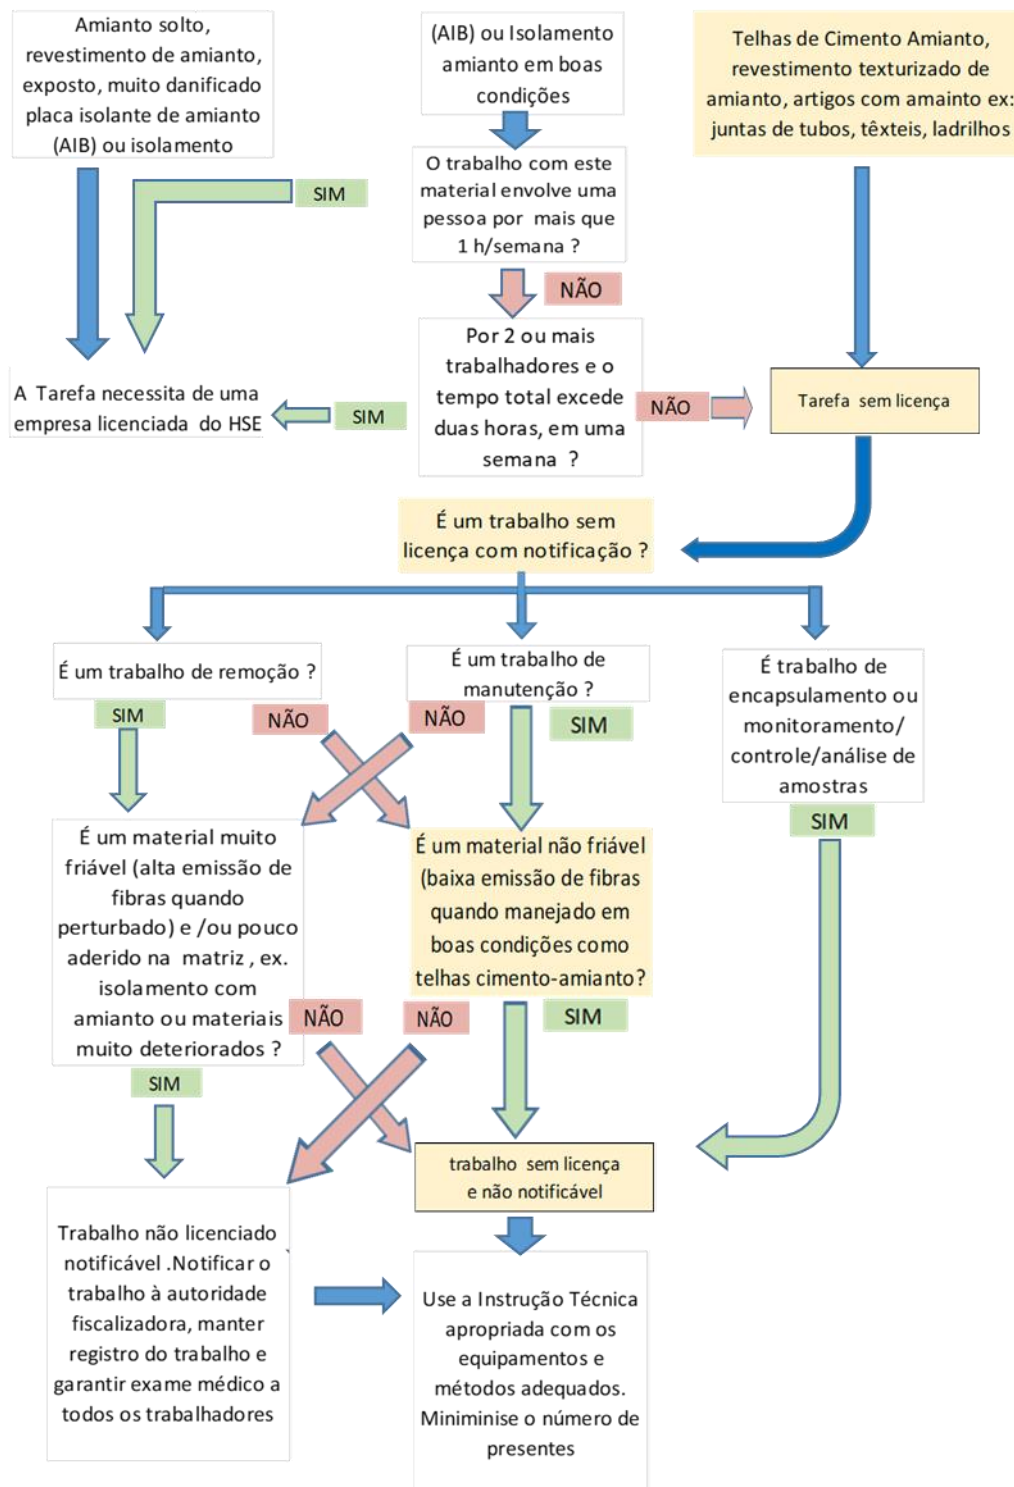 Amianto solto,
revestimento de amianto,
exposto, muito danificado
placa isolante de amianto
(AIB) ou isolamento
(AIB) ou Isolamento
amianto em boas
condições
Telhas de Cimento Amianto,
revestimento texturizado de
amianto, artigos com amainto ex:
juntas de tubos, têxteis, ladrilhos
O trabalho com este
material envolve uma
pessoa por mais que
1 h/semana ?
SIM
NÃO
Por 2 ou mais
trabalhadores e o
tempo total excede
duas horas, em uma
semana ?
A Tarefa necessita de uma
empresa licenciada do HSE
SIM
NÃO
Tarefa sem licença
É um trabalho sem
licença com notificação ?
É um trabalho de remoção ?
É um trabalho de
manutenção ?
É trabalho de
encapsulamento ou
monitoramento/
controle/análise de
amostras
SIM
NÃO
NÃO
SIM
SIM
É um material muito
friável (alta emissão de
fibras quando
perturbado) e /ou pouco
aderido na matriz , ex.
isolamento com
amianto ou materiais
muito deteriorados ?
É um material não friável
(baixa emissão de fibras
quando manejado em
boas condições como
telhas cimento-amianto?
NÃO
NÃO
SIM
SIM
trabalho sem licença
e não notificável
Trabalho não licenciado
notificável .Notificar o
trabalho à autoridade
fiscalizadora, manter
registro do trabalho e
garantir exame médico a
todos os trabalhadores
Use a Instrução Técnica
apropriada com os
equipamentos e
métodos adequados.
Miniminise o número de
presentes